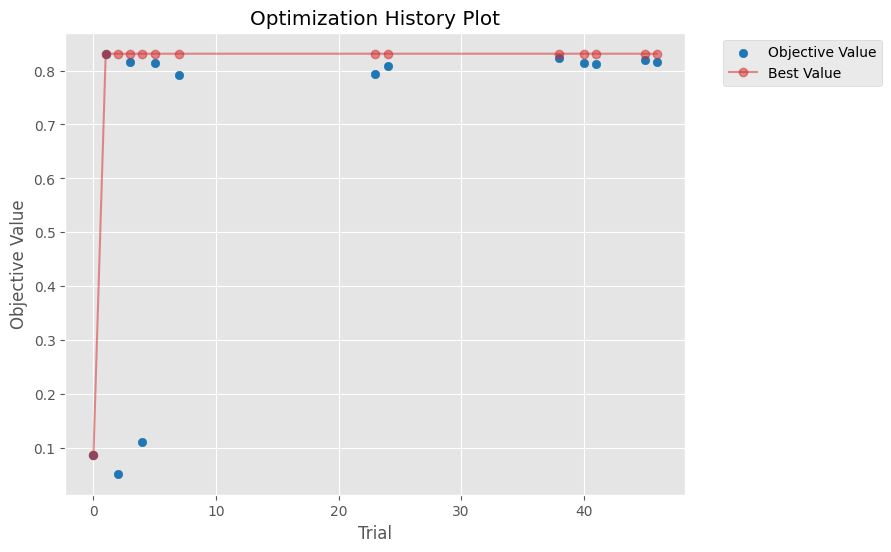 Optimization History Plot
Objective Value
Best Value
Objective Value
0.8
0.7
0.6
0.5
0.4
0.3
0.2
0.1
0 10 20 30 40
Trial